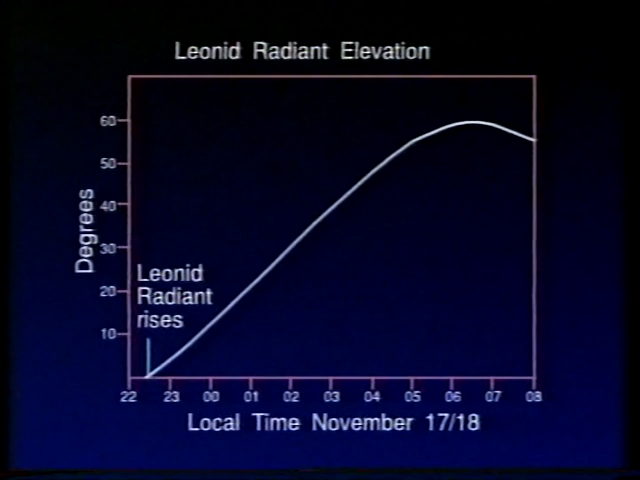 Leonid Radiant Elevation
60
50
40
30
20
10
Degrees
Leonid
Radiant
rises
22 23 00 01 02 03 04 05 06 07 08
Local Time November 17/18